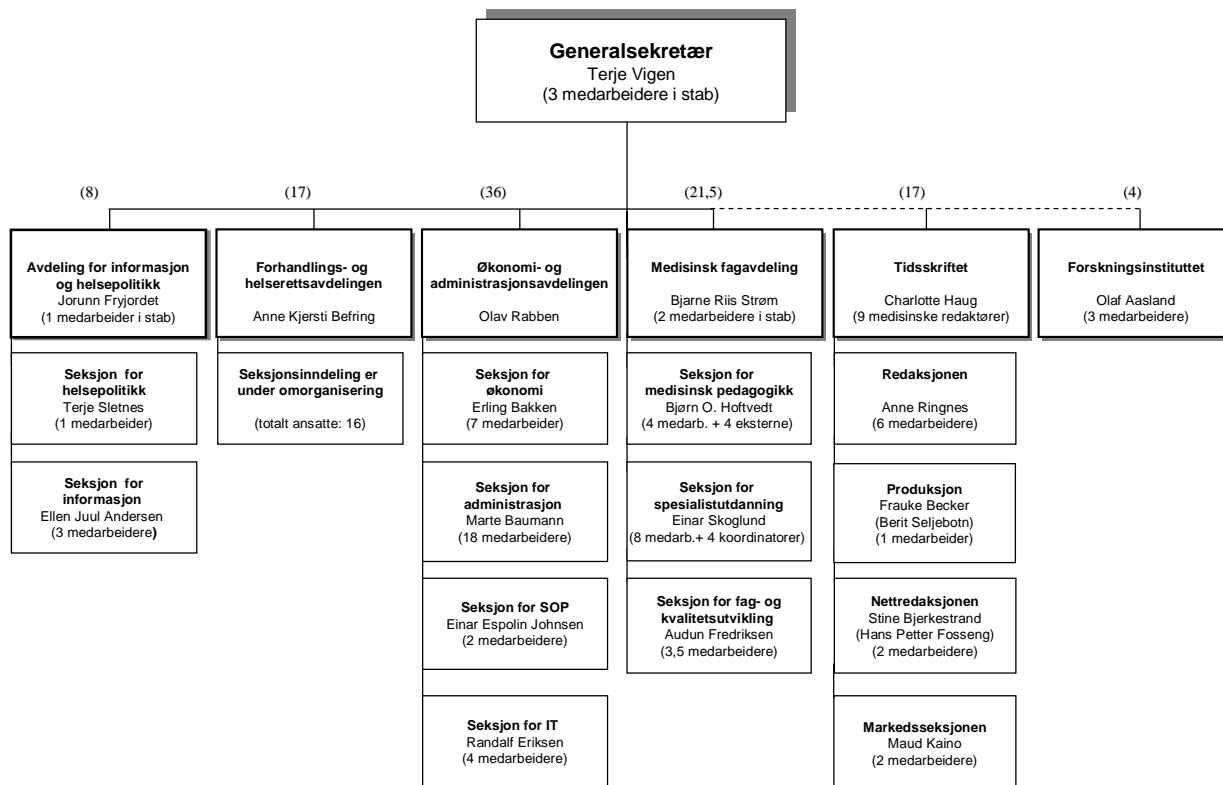 Generalsekretær
Terje Vigen
(3 medarbeidere i stab)
(8)
(17)
(36)
(21,5)
(17)
(4)
Avdeling for informasjon
og helsepolitikk
Jorunn Fryjordet
(1 medarbeider i stab)
Forhandlings- og
helserettsavdelingen
Anne Kjersti Befring
Økonomi- og
administrasjonsavdelingen
Olav Rabben
Medisinsk fagavdeling
Bjarne Riis Strøm
(2 medarbeidere i stab)
Tidsskriftet
Charlotte Haug
(9 medisinske redaktører)
Forskningsinstituttet
Olaf Aasland
(3 medarbeidere)
Seksjon for
helsepolitikk
Terje Sletnes
(1 medarbeider)
Seksjonsinndeling er
under omorganisering
(totalt ansatte: 16)
Seksjon for
økonomi
Erling Bakken
(7 medarbeider)
Seksjon for
medisinsk pedagogikk
Bjørn O. Hoftvedt
(4 medarb. + 4 eksterne)
Redaksjonen
Anne Ringnes
(6 medarbeidere)
Seksjon for
informasjon
Ellen Juul Andersen
(3 medarbeidere)
Seksjon for
administrasjon
Marte Baumann
(18 medarbeidere)
Seksjon for
spesialistutdanning
Einar Skoglund
(8 medarb.+ 4 koordinatorer)
Produksjon
Frauke Becker
(Berit Seljebotn)
(1 medarbeider)
Seksjon for SOP
Einar Espolin Johnsen
(2 medarbeidere)
Seksjon for fag- og
kvalitetsutvikling
Audun Fredriksen
(3,5 medarbeidere)
Nettredaksjonen
Stine Bjerkestrand
(Hans Petter Fosseng)
(2 medarbeidere)
Seksjon for IT
Randalf Eriksen
(4 medarbeidere)
Markedsseksjonen
Maud Kaino
(2 medarbeidere)